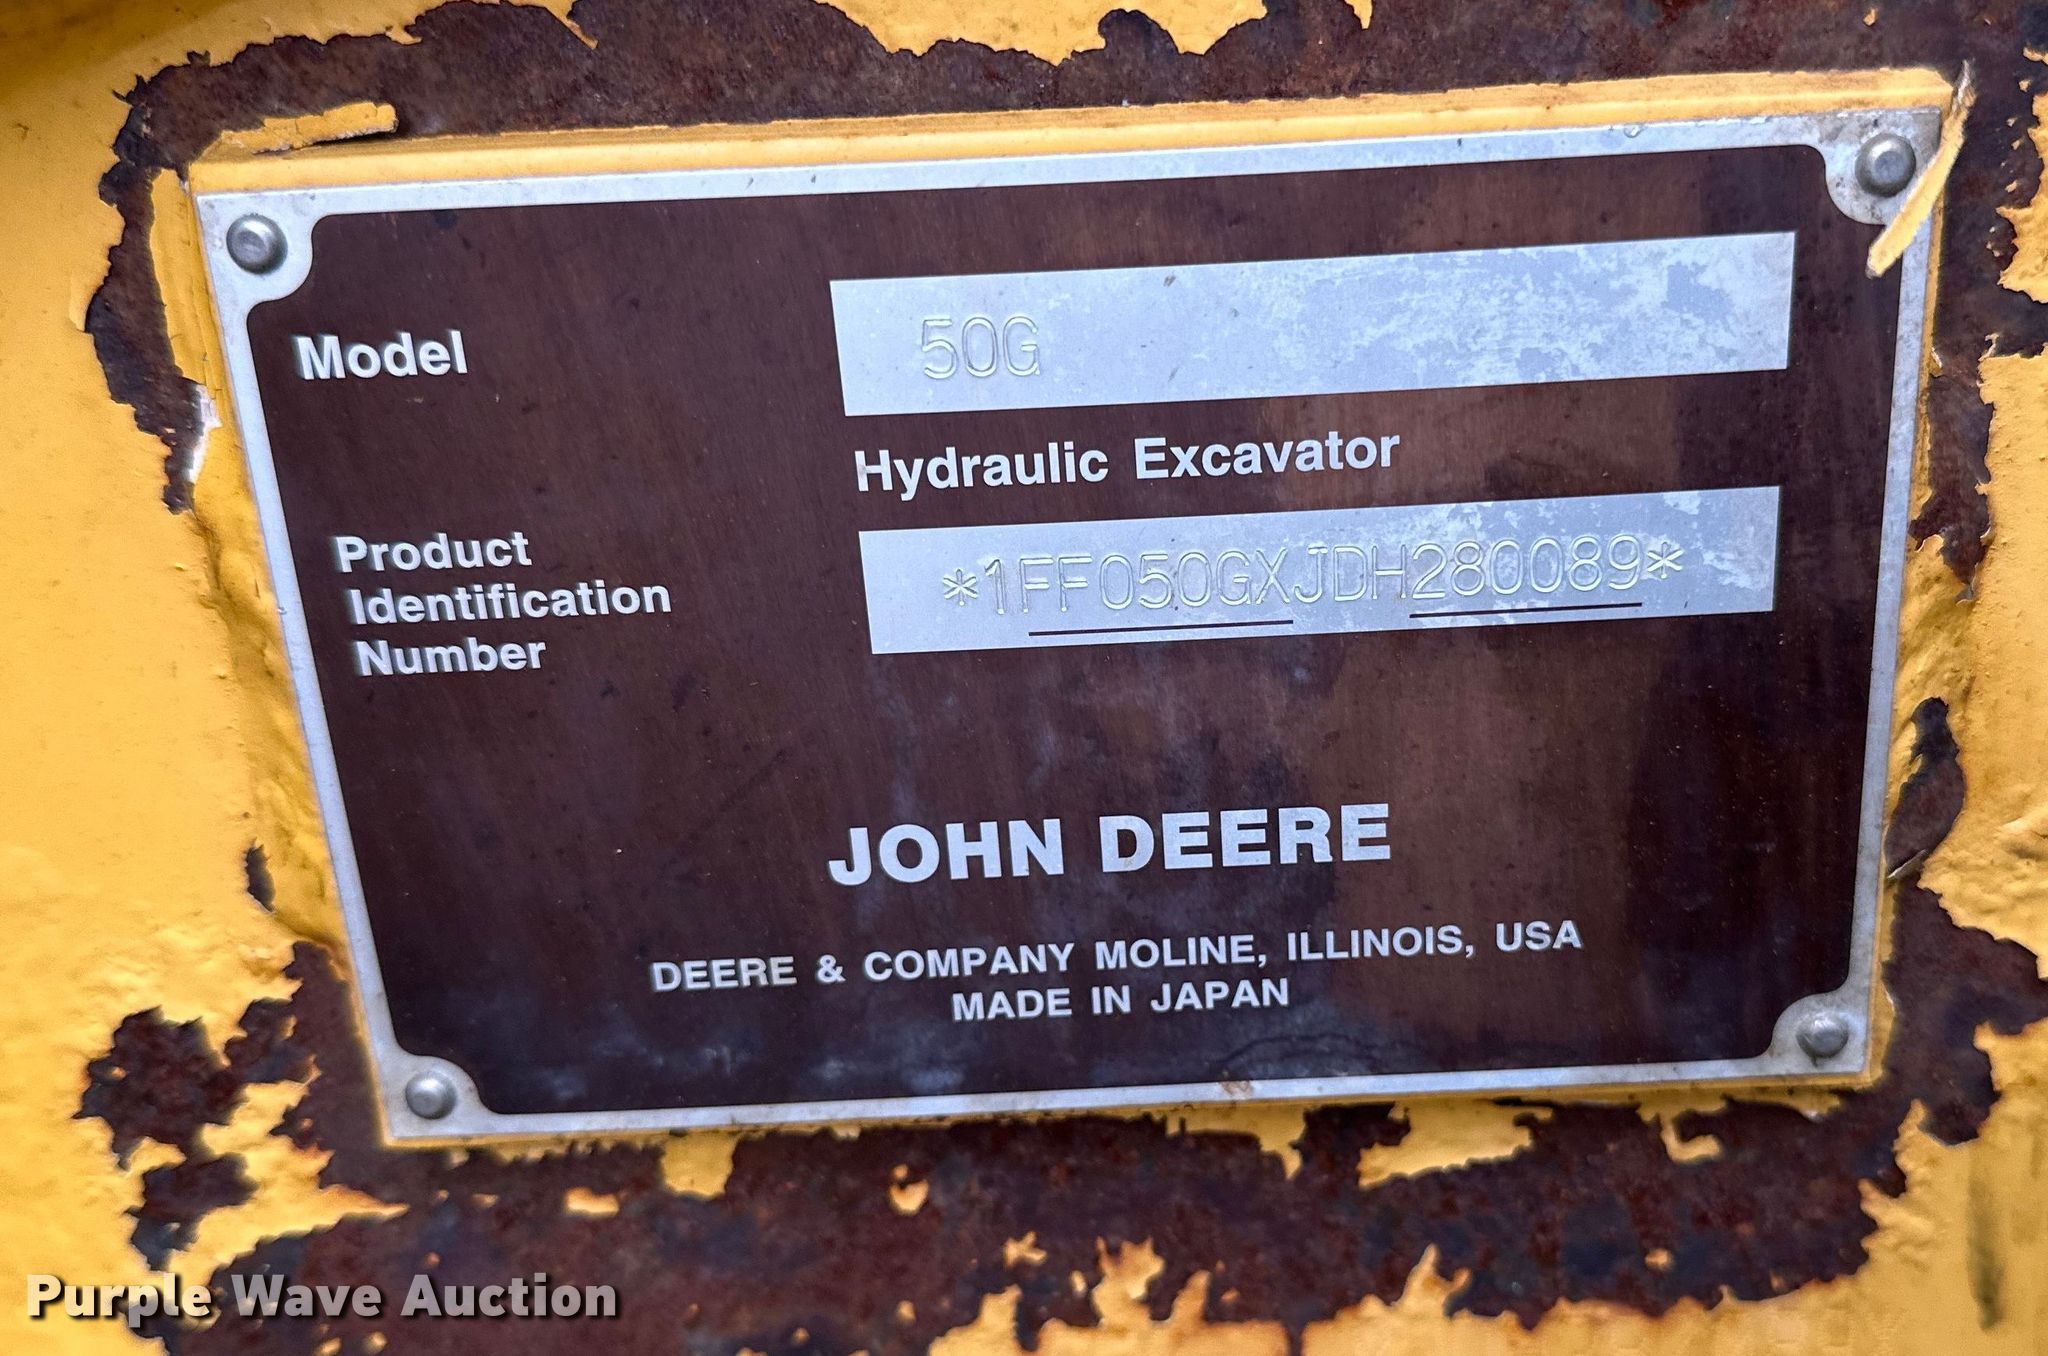 Model 50G
Hydraulic Excavator
Product
Identification
Number
*1FF050GXJDH280089*
JOHN DEERE
DEERE & COMPANY MOLINE, ILLINOIS, USA
MADE IN JAPAN
Purple Wave Auction